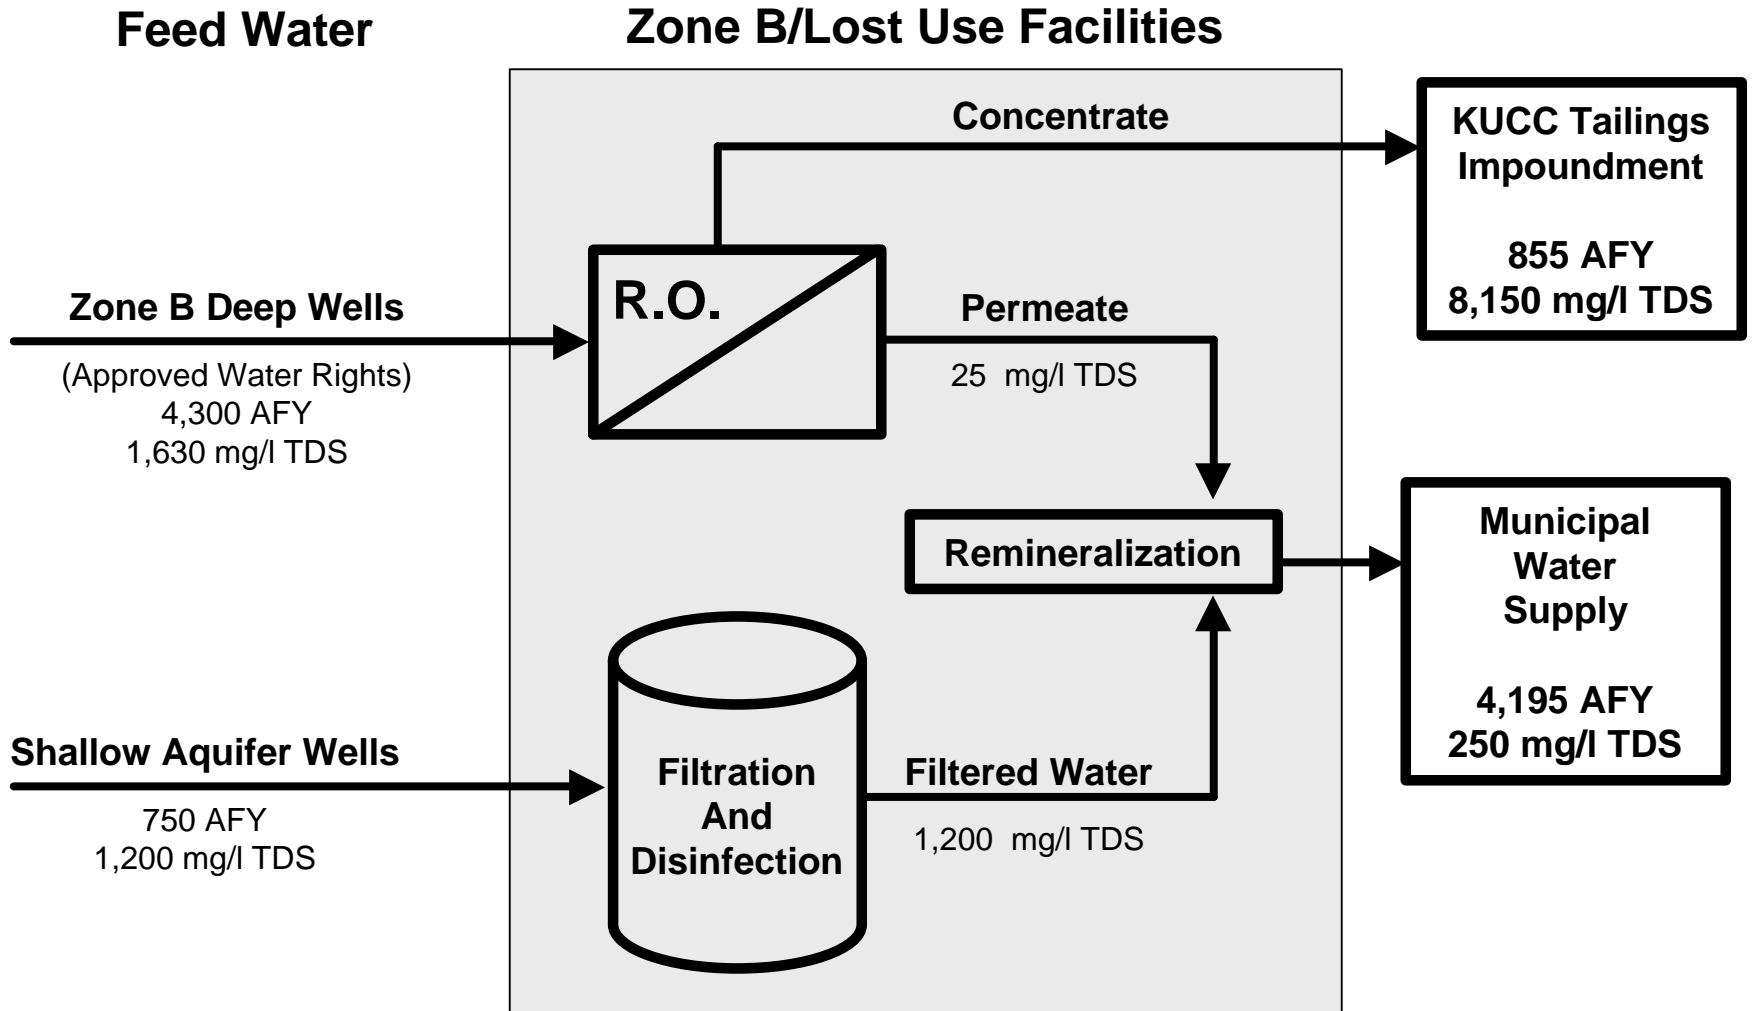 Feed Water
Zone B/Lost Use Facilities
Concentrate
KUCC Tailings
Impoundment
855 AFY
8,150 mg/l TDS
R.O.
Zone B Deep Wells
(Approved Water Rights)
4,300 AFY
1,630 mg/l TDS
Permeate
25 mg/l TDS
Remineralization
Municipal
Water
Supply
4,195 AFY
250 mg/l TDS
Shallow Aquifer Wells
750 AFY
1,200 mg/l TDS
Filtration
And
Disinfection
Filtered Water
1,200 mg/l TDS